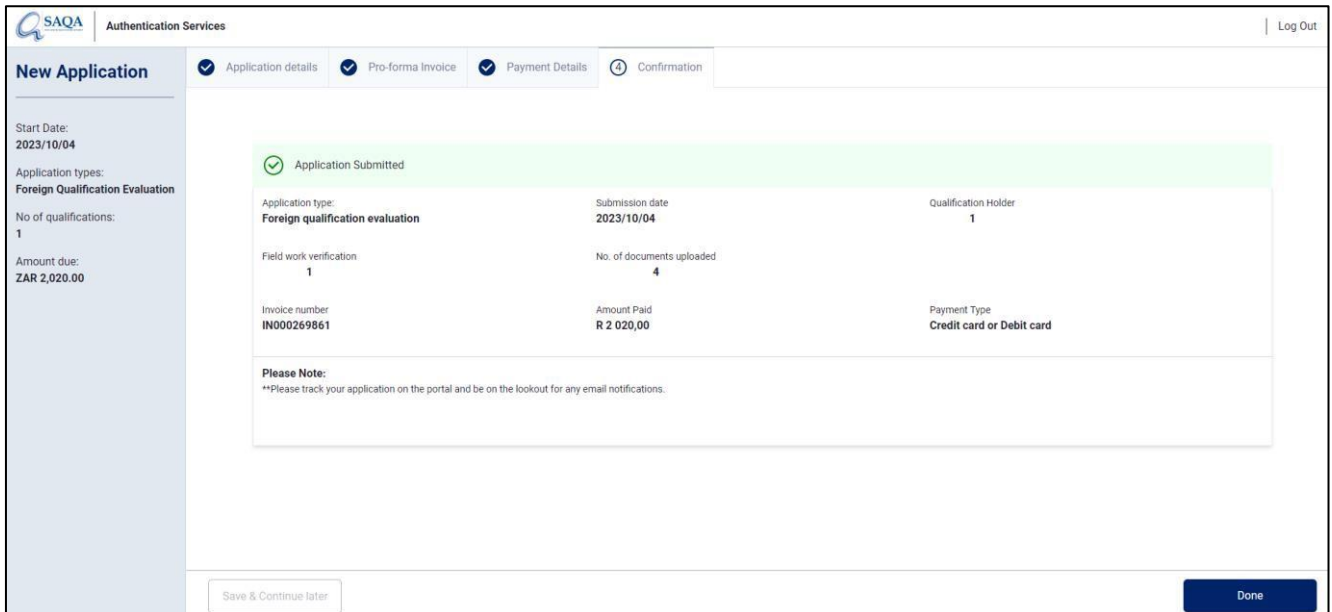 SAQA
Authentication Services
Log Out
New Application
Application details
Pro-forma Invoice
Payment Details
4 Confirmation
Start Date:
2023/10/04
Application types:
Foreign Qualification Evaluation
No of qualifications:
1
Amount due:
ZAR 2,020.00
Application Submitted
Application type: Submission date Qualification Holder
Foreign qualification evaluation 2023/10/04 1
Field work verification No. of documents uploaded
1 4
Invoice number Amount Paid Payment Type
IN000269861 R 2 020,00 Credit card or Debit card
Please Note:
**Please track your application on the portal and be on the lookout for any email notifications.
Save & Continue later
Done